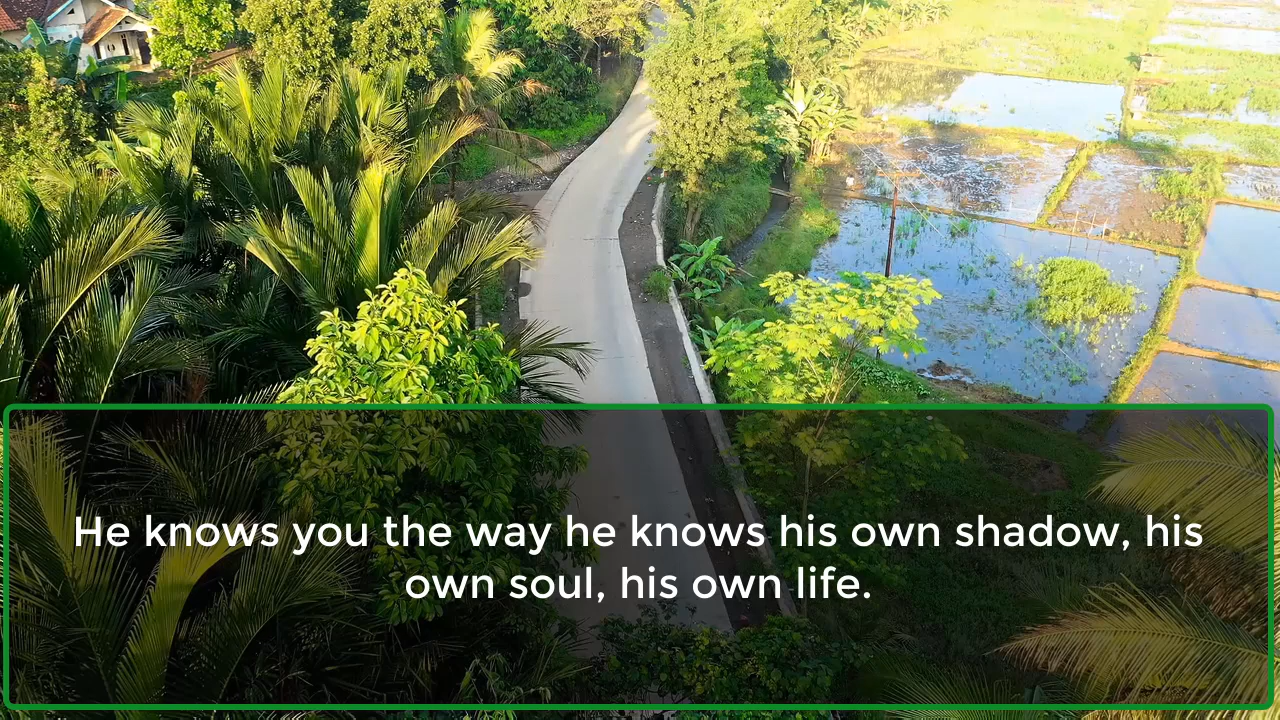 He knows you the way he knows his own shadow, his
own soul, his own life.